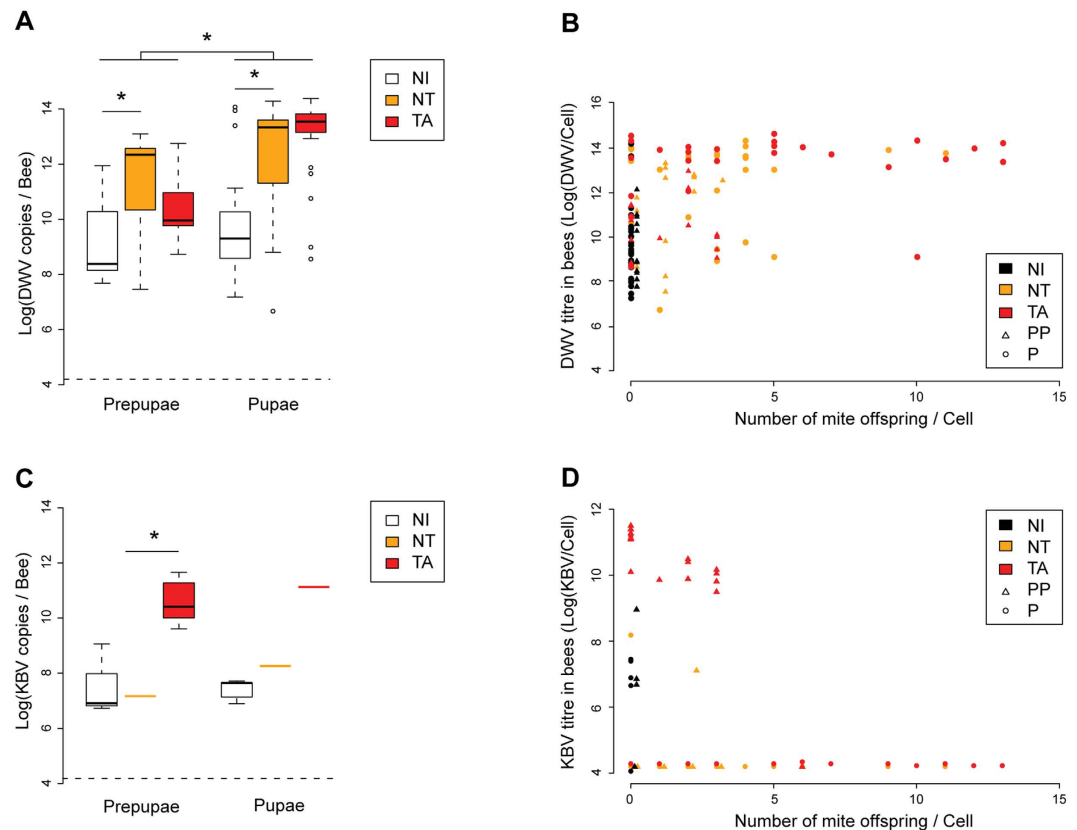 A
*
*
*
NI
NT
TA
Log(DWV copies / Bee)
4 6 8 10 12 14
Prepupae Pupae
B
DWV titre in bees (Log(DWV/Cell)
4 6 8 10 12 14 16
NI
NT
TA
PP
P
0 5 10 15
Number of mite offspring / Cell
C
*
NI
NT
TA
Log(KBV copies / Bee)
4 6 8 10 12 14
Prepupae Pupae
D
KBV titre in bees (Log(KBV/Cell)
4 6 8 10 12
NI
NT
TA
PP
P
0 5 10 15
Number of mite offspring / Cell